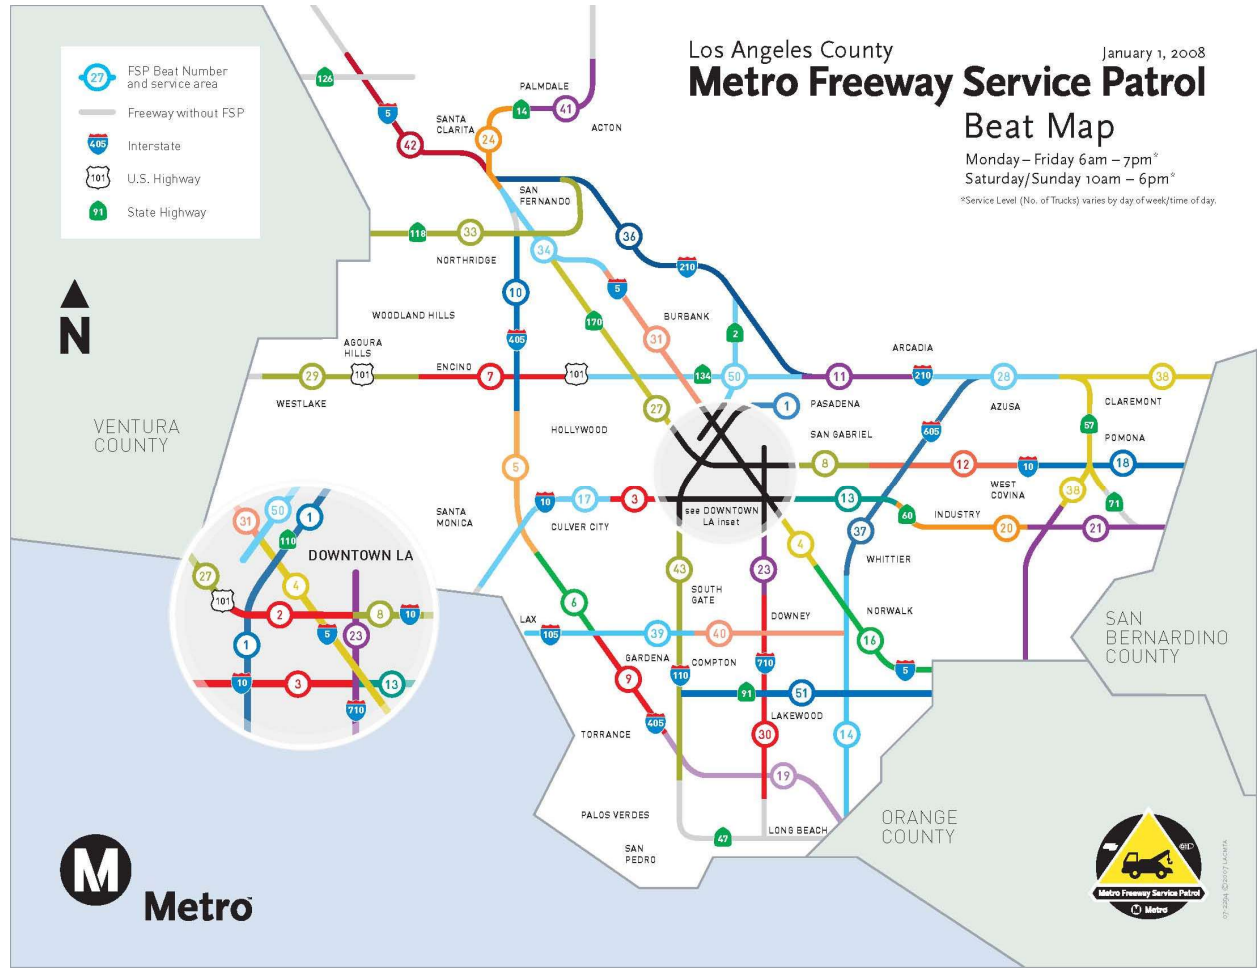 Los Angeles County
January 1, 2008
Metro Freeway Service Patrol
Beat Map
Monday – Friday 6am – 7pm*
Saturday/Sunday 10am – 6pm*
*Service Level (No. of Trucks) varies by day of week/time of day.
27
FSP Beat Number
and service area
Freeway without FSP
405
Interstate
101
U.S. Highway
91
State Highway
N
126
5
42
SANTA
CLARITA
24
PALMDALE
14
41
ACTON
SAN
FERNANDO
118
33
NORTHRIDGE
34
36
210
10
5
170
BURBANK
31
2
WOODLAND HILLS
405
AGOURA
HILLS
ENCINO
ARCADIA
29
101
7
101
134
50
11
210
28
38
WESTLAKE
27
1
PASADENA
AZUSA
CLAREMONT
VENTURA
COUNTY
HOLLYWOOD
SAN GABRIEL
605
57
POMONA
5
8
12
10
18
WEST
COVINA
38
71
SANTA
MONICA
10
17
3
CULVER CITY
see DOWNTOWN
LA inset
13
60
INDUSTRY
20
21
37
WHITTIER
4
50
31
1
110
DOWNTOWN LA
27
101
4
2
8
10
5
23
1
10
3
13
710
43
SOUTH
GATE
23
DOWNEY
NORWALK
6
LAX
105
39
40
16
GARDENA
COMPTON
5
SAN
BERNARDINO
COUNTY
9
110
710
91
51
LAKEWOOD
405
TORRANCE
30
14
19
PALOS VERDES
47
LONG BEACH
SAN
PEDRO
ORANGE
COUNTY
M
Metro
Metro Freeway Service Patrol
M Metro
07-2294 ©2007 LACMTA